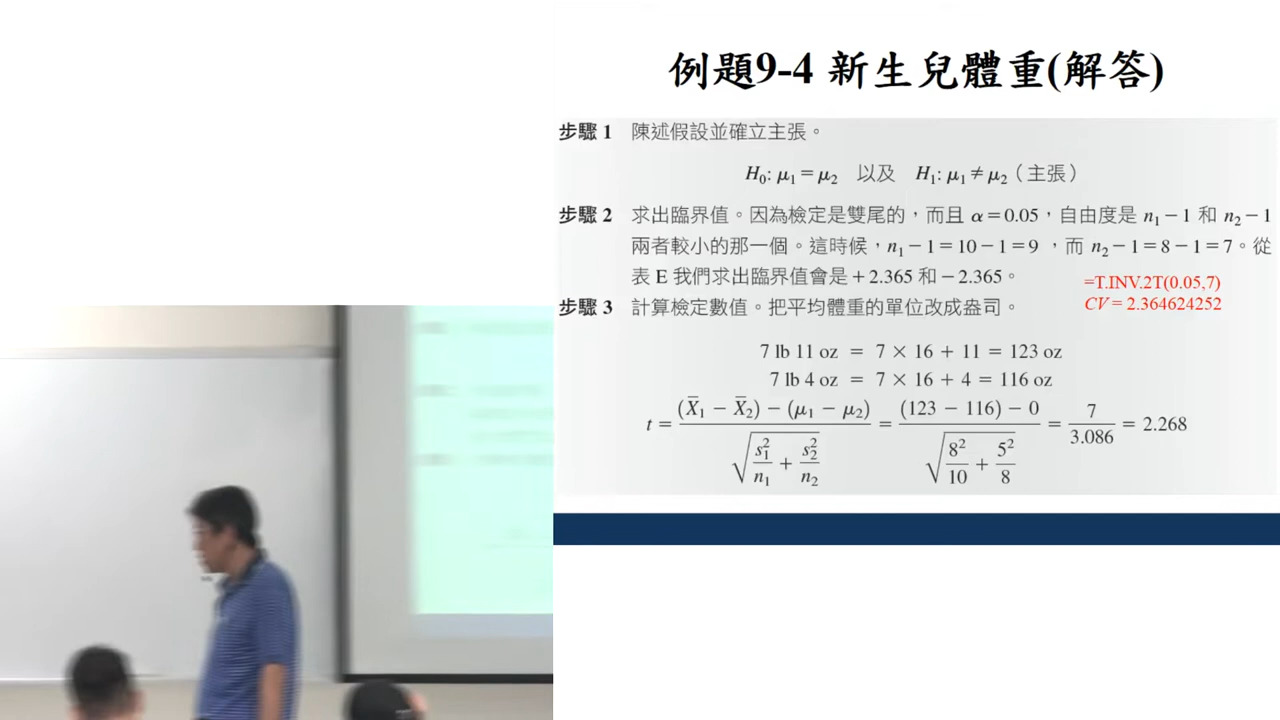 例題9-4 新生兒體重(解答)
步驟 1 陳述假設並確立主張。
H₀: μ₁ = μ₂ 以及 H₁: μ₁ ≠ μ₂（主張）
步驟 2 求出臨界值。因為檢定是雙尾的，而且 α = 0.05，自由度是 n₁ − 1 和 n₂ − 1
兩者較小的那一個。這時候，n₁ − 1 = 10 − 1 = 9 ，而 n₂ − 1 = 8 − 1 = 7。從
表 E 我們求出臨界值會是 + 2.365 和 − 2.365。
=T.INV.2T(0.05,7)
CV = 2.364624252
步驟 3 計算檢定數值。把平均體重的單位改成盎司。
7 lb 11 oz = 7 × 16 + 11 = 123 oz
7 lb 4 oz = 7 × 16 + 4 = 116 oz
t = ((X̄₁ − X̄₂) − (μ₁ − μ₂)) / √(s₁²/n₁ + s₂²/n₂) = ((123 − 116) − 0) / √(8²/10 + 5²/8) = 7/3.086 = 2.268